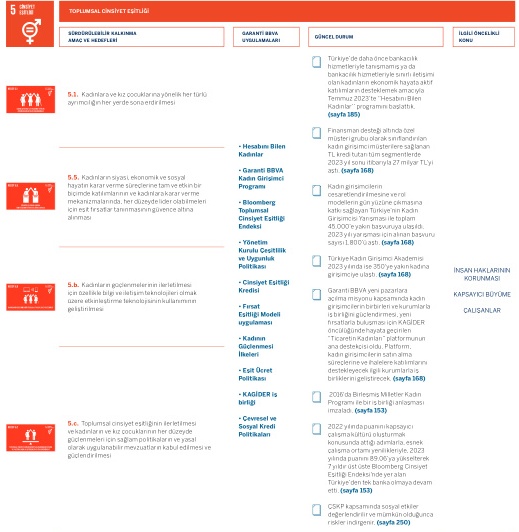 5 CİNSİYET
EŞİTLİĞİ
TOPLUMSAL CİNSİYET EŞİTLİĞİ
SÜRDÜRÜLEBİLİR KALKINMA
AMAÇ VE HEDEFLERİ
GARANTİ BBVA
UYGULAMALARI
GÜNCEL DURUM
İLGİLİ ÖNCELİKLİ
KONU
5.1. Kadınlara ve kız çocuklarına yönelik her türlü
ayrımcılığın her yerde sona erdirilmesi
5.5. Kadınların siyasi, ekonomik ve sosyal
hayatın karar verme süreçlerine tam ve etkin bir
biçimde katılımlarının ve kadınlara karar verme
mekanizmalarında, her düzeyde lider olabilmeleri
için eşit fırsatlar tanınmasının güvence altına
alınması
5.b. Kadınların güçlenmelerinin ilerletilmesi
için özellikle bilgi ve iletişim teknolojileri olmak
üzere etkinleştirme teknolojisinin kullanımının
geliştirilmesi
5.c. Toplumsal cinsiyet eşitliğinin ilerletilmesi
ve kadınların ve kız çocuklarının her düzeyde
güçlenmeleri için sağlam politikaların ve yasal
olarak uygulanabilir mevzuatların kabul edilmesi ve
güçlendirilmesi
• Hesabını Bilen
Kadınlar
• Garanti BBVA
Kadın Girişimci
Programı
• Bloomberg
Toplumsal
Cinsiyet Eşitliği
Endeksi
• Yönetim
Kurulu Çeşitlilik
ve Uygunluk
Politikası
• Cinsiyet Eşitliği
Kredisi
• Fırsat
Eşitliği Modeli
uygulaması
• Kadının
Güçlenmesi
İlkeleri
• Eşit Ücret
Politikası
• KAGİDER iş
birliği
• Çevresel ve
Sosyal Kredi
Politikaları
Türkiye'de daha önce bankacılık
hizmetleriyle tanışmamış ya da
bankacılık hizmetleriyle sınırlı iletişimi
olan kadınların ekonomik hayata aktif
katılımların desteklemek amacıyla
Temmuz 2023'te "Hesabını Bilen
Kadınlar" programını başlattık.
(sayfa 185)
Finansman desteği altında özel
müşteri grubu olarak sınıflandırılan
kadın girişimci müşterilere sağlanan
TL kredi tutarı tüm segmentlerde
2023 yıl sonu itibarıyla 27 milyar TL'yi
aştı. (sayfa 168)
Kadın girişimcilerin
cesaretlendirilmesine ve rol
modellerin gün yüzüne çıkmasına
katkı sağlayan Türkiye'nin Kadın
Girişimcisi Yarışması ile toplam
45.000'e yakın başvuruya ulaşıldı.
2023 yılı yarışması için alınan başvuru
sayısı 1.800'ü aştı. (sayfa 168)
Türkiye Kadın Girişimci Akademisi
2023 yılında ise 350'ye yakın kadına
girişimciye ulaştı. (sayfa 168)
Garanti BBVA yeni pazarlara
açılma misyonu kapsamında kadın
girişimcilerin birbirleri ve kurumlarla
iş birliğini güçlendirmesi, yeni
fırsatlarla buluşması için KAGİDER
öncülüğünde hayata geçirilen
"Ticaretin Kadınları" platformunun
ana destekçisi oldu. Platform,
kadın girişimcilerin satın alma
süreçlerine ve ihalelere katılımlarını
destekleyecek ilgili kurumlarla iş
birliklerini geliştirecek. (sayfa 168)
2016'da Birleşmiş Milletler Kadın
Programı ile bir iş birliği anlaşması
imzaladı. (sayfa 153)
2022 yılında puanını kapsayıcı
çalışma kültürü oluşturmak
konusunda attığı adımlarla, esnek
çalışma ortamı yenilikleriyle, 2023
yılında puanını 89,06'ya yükselterek
7 yıldır üst üste Bloomberg Cinsiyet
Eşitliği Endeksi'nde yer alan
Türkiye'den tek banka olmaya devam
etti. (sayfa 153)
ÇSKP kapsamında sosyal etkiler
değerlendirilir ve mümkün olduğunca
riskler indirgenir. (sayfa 250)
İNSAN HAKLARININ
KORUNMASI
KAPSAYICI BÜYÜME
ÇALIŞANLAR